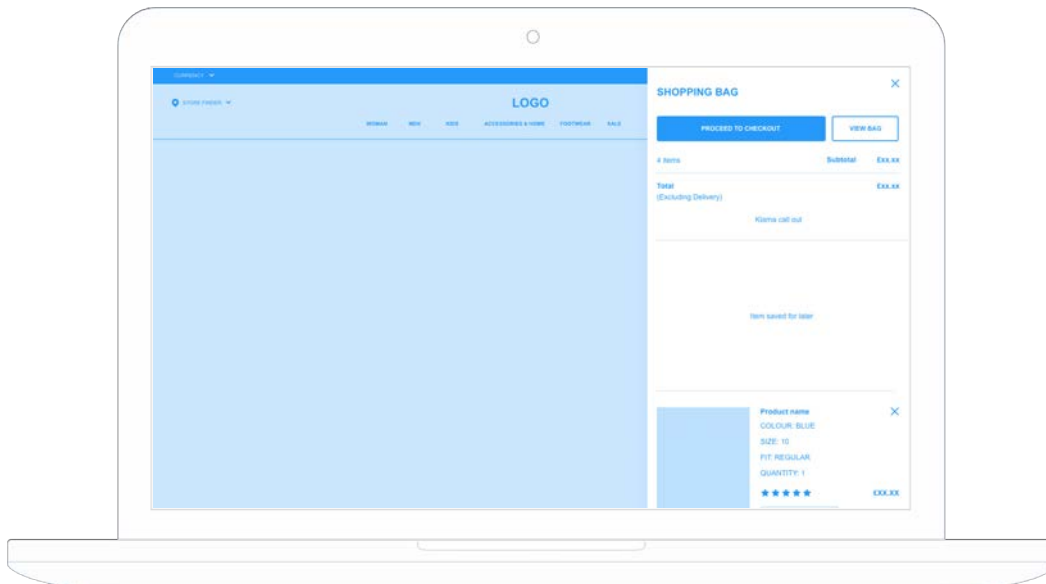 CURRENCY
STORE FINDER
LOGO
WOMAN MEN KIDS ACCESSORIES & HOME FOOTWEAR SALE
SHOPPING BAG
PROCEED TO CHECKOUT VIEW BAG
4 items Subtotal £xx.xx
Total £xx.xx
(Excluding Delivery)
Klarna call out
Item saved for later
Product name
COLOUR: BLUE
SIZE: 10
FIT: REGULAR
QUANTITY: 1
£XX.XX